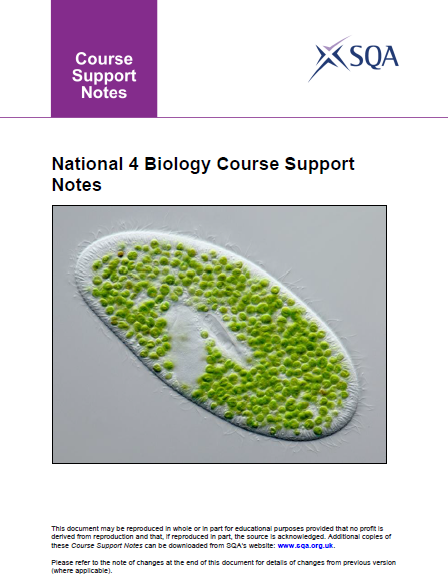 Course
Support
Notes
SQA
National 4 Biology Course Support
Notes
This document may be reproduced in whole or in part for educational purposes provided that no profit is
derived from reproduction and that, if reproduced in part, the source is acknowledged. Additional copies of
these Course Support Notes can be downloaded from SQA's website: www.sqa.org.uk.
Please refer to the note of changes at the end of this document for details of changes from previous version
(where applicable).